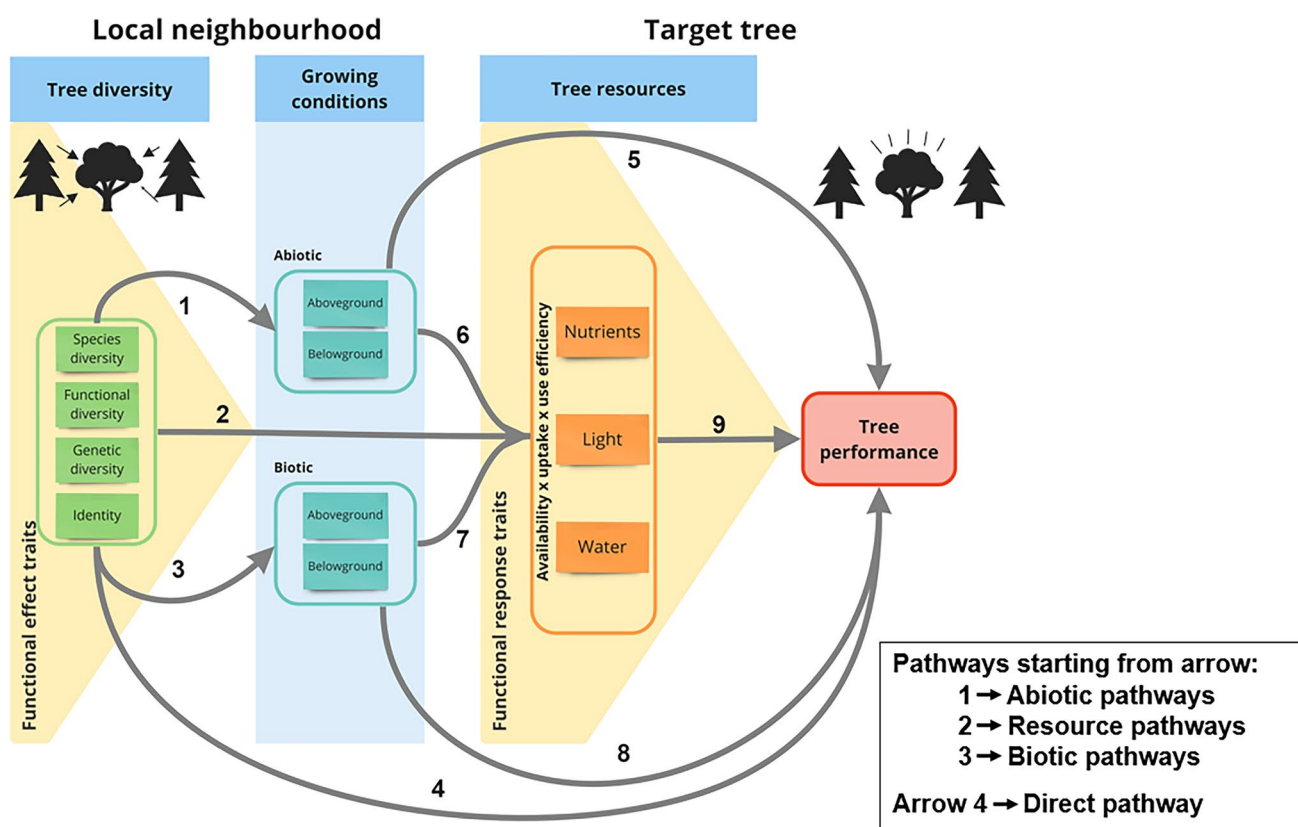 Local neighbourhood
Target tree
Tree diversity
Growing
conditions
Tree resources
5
Abiotic
Aboveground
Belowground
1
6
Species
diversity
Functional
diversity
Genetic
diversity
Identity
2
Functional effect traits
Biotic
Aboveground
Belowground
3
7
Availability x uptake x use efficiency
Nutrients
Light
Water
Functional response traits
9
Tree
performance
8
4
Pathways starting from arrow:
1 → Abiotic pathways
2 → Resource pathways
3 → Biotic pathways
Arrow 4 → Direct pathway